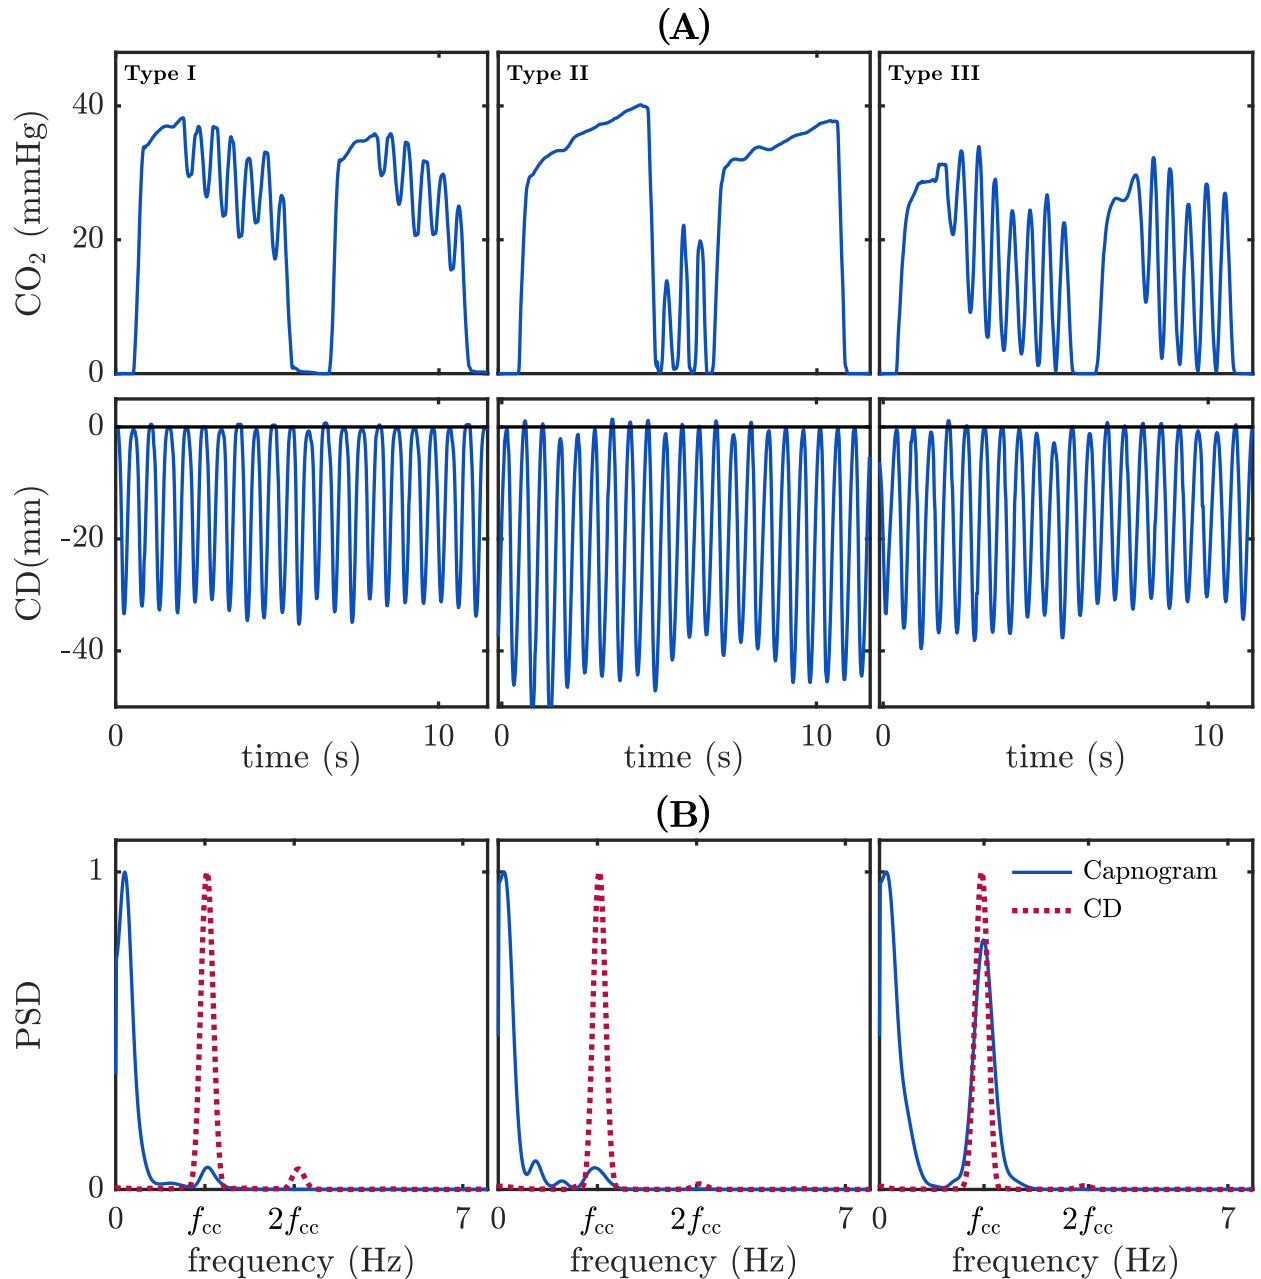 (A)
Type I
Type II
Type III
CO₂ (mmHg)
40
20
0
CD(mm)
0
-20
-40
0 10 0 10 0 10
time (s) time (s) time (s)
(B)
PSD
1
0
Capnogram
CD
0 fcc 2fcc 7 0 fcc 2fcc 7 0 fcc 2fcc 7
frequency (Hz) frequency (Hz) frequency (Hz)